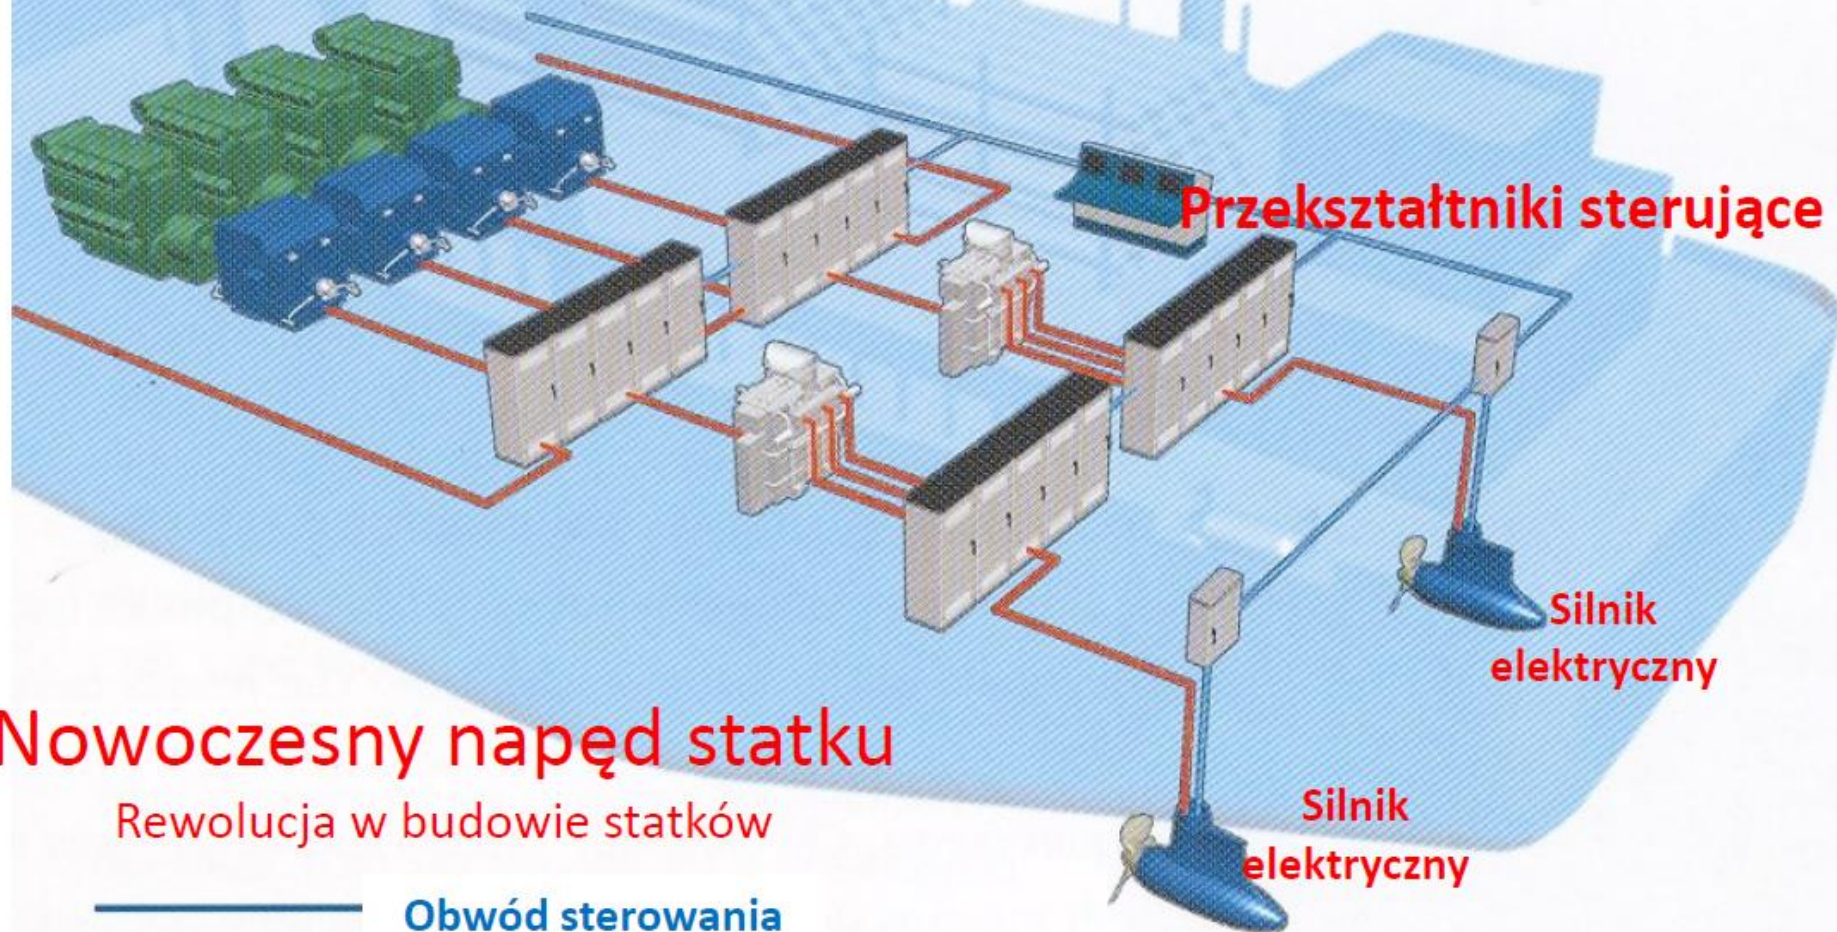 Przekształtniki sterujące
Silnik
elektryczny
Nowoczesny napęd statku
Rewolucja w budowie statków
Silnik
elektryczny
Obwód sterowania